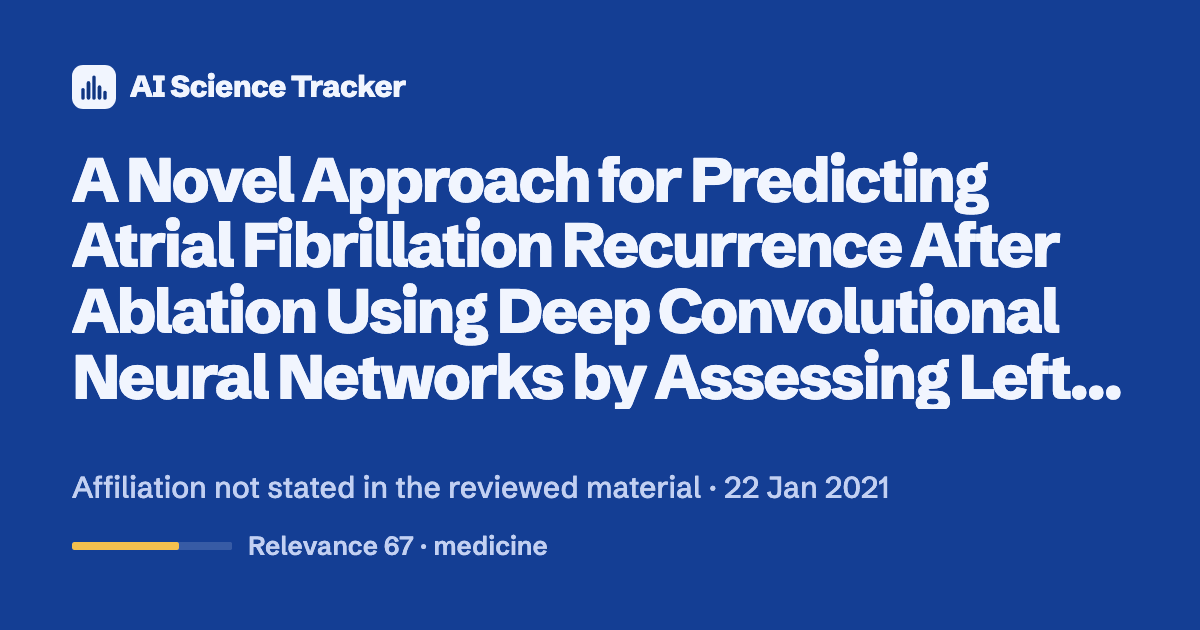 AI Science Tracker
A Novel Approach for Predicting
Atrial Fibrillation Recurrence After
Ablation Using Deep Convolutional
Neural Networks by Assessing Left...
Affiliation not stated in the reviewed material · 22 Jan 2021
Relevance 67 · medicine